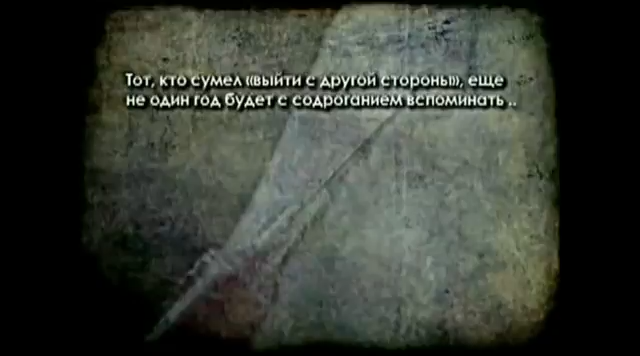 Тот, кто сумел «выйти с другой стороны», еще
не один год будет с содроганием вспоминать ..